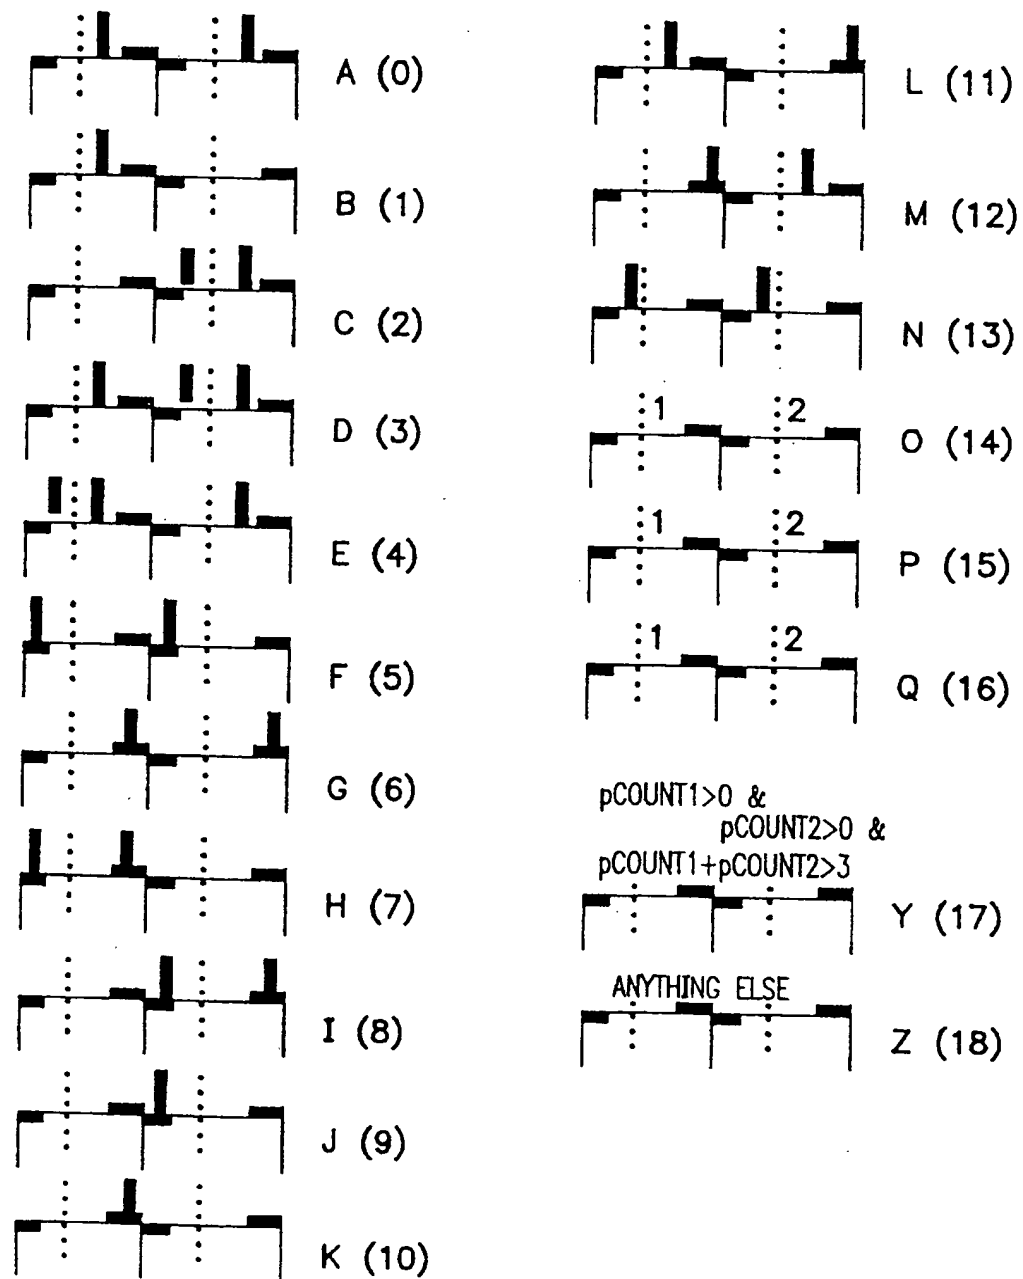 A (0)
B (1)
C (2)
D (3)
E (4)
F (5)
G (6)
H (7)
I (8)
J (9)
K (10)
L (11)
M (12)
N (13)
1 2
O (14)
1 2
P (15)
1 2
Q (16)
pCOUNT1>0 &
pCOUNT2>0 &
pCOUNT1+pCOUNT2>3
Y (17)
ANYTHING ELSE
Z (18)